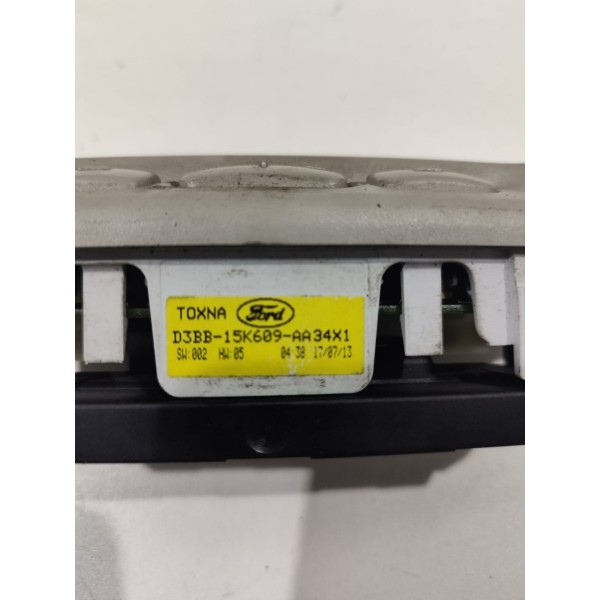 TOXNA Ford
D3BB-15K609-AA34X1
SW:002 HW:05 04 38 17/07/13